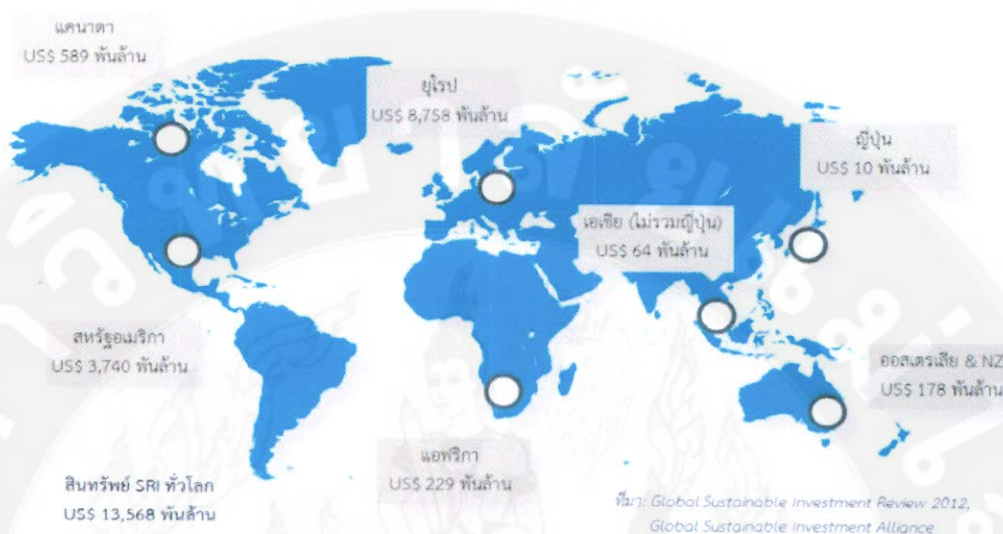 แคนาดา
US$ 589 พันล้าน
ยุโรป
US$ 8,758 พันล้าน
ญี่ปุ่น
US$ 10 พันล้าน
เอเชีย (ไม่รวมญี่ปุ่น)
US$ 64 พันล้าน
สหรัฐอเมริกา
US$ 3,740 พันล้าน
ออสเตรเลีย & NZ
US$ 178 พันล้าน
แอฟริกา
US$ 229 พันล้าน
สินทรัพย์ SRI ทั่วโลก
US$ 13,568 พันล้าน
ที่มา: Global Sustainable Investment Review 2012,
Global Sustainable Investment Alliance